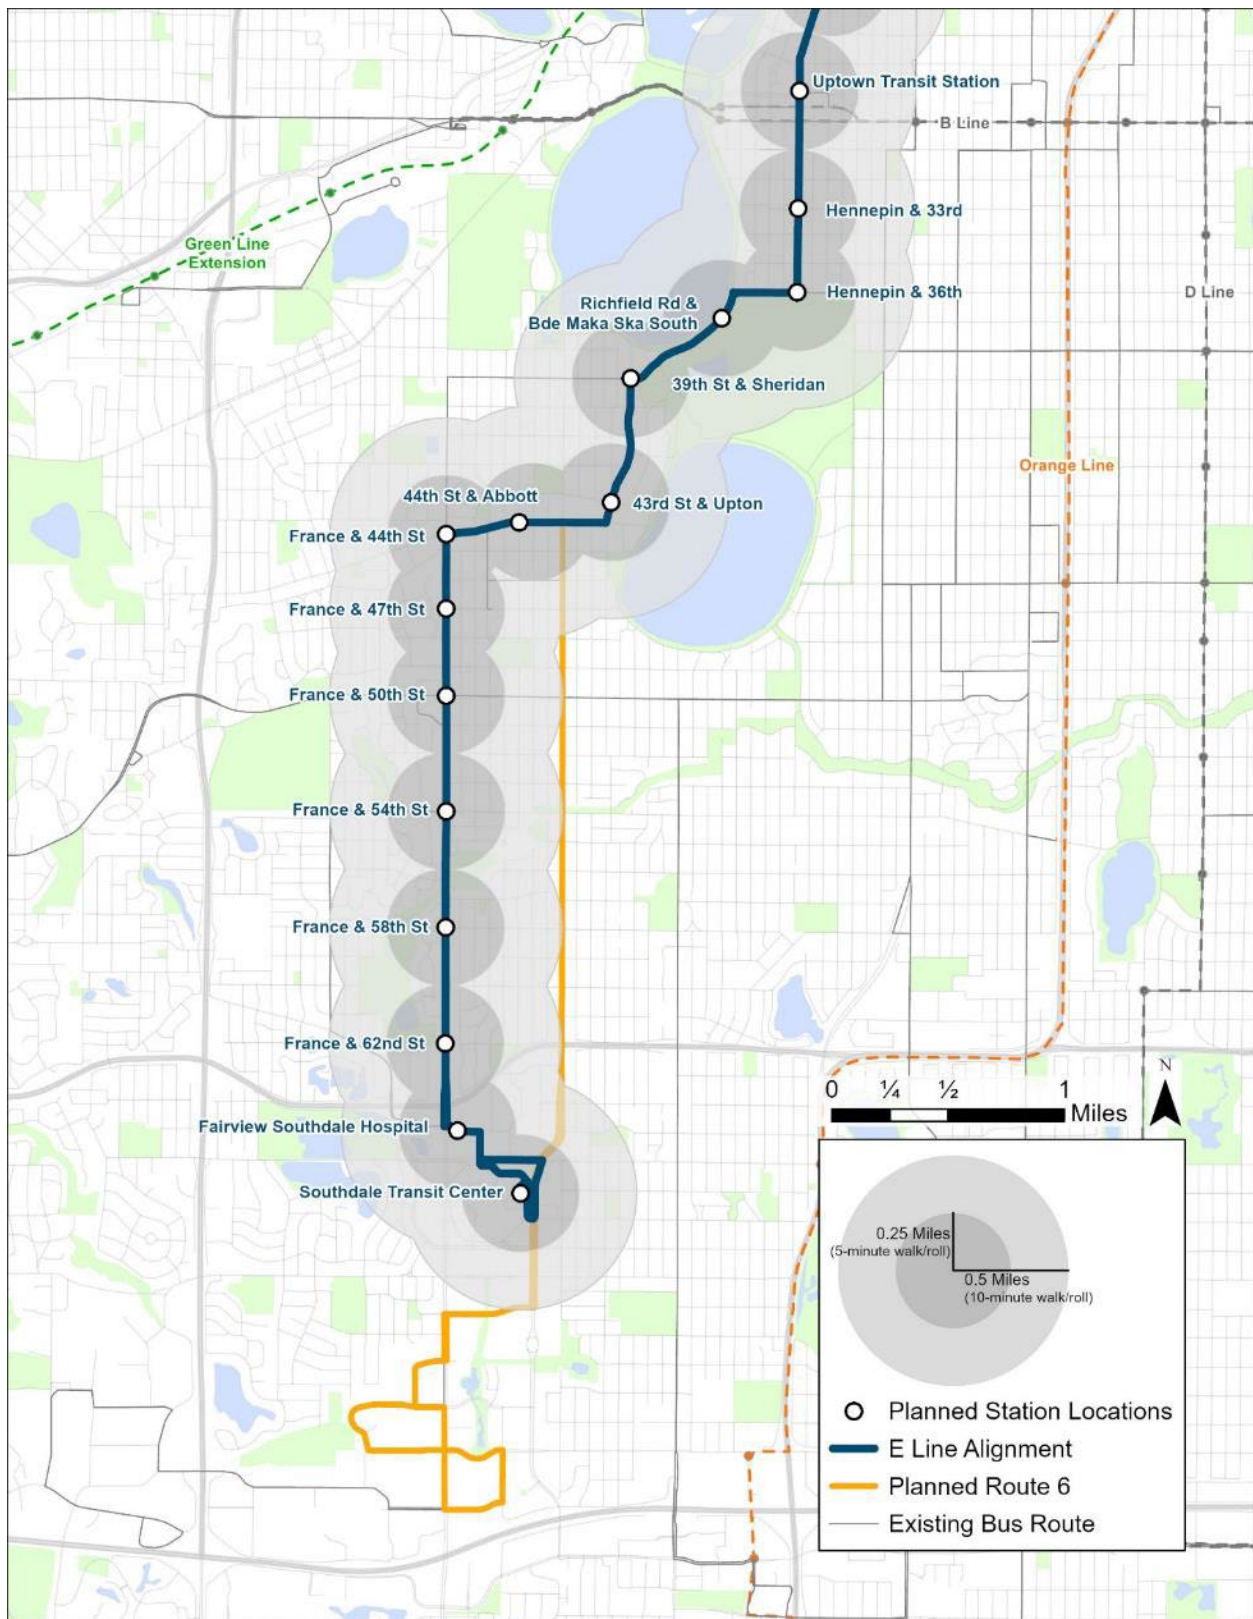 Uptown Transit Station
B Line
Hennepin & 33rd
Green Line
Extension
Hennepin & 36th
D Line
Richfield Rd &
Bde Maka Ska South
39th St & Sheridan
Orange Line
44th St & Abbott
43rd St & Upton
France & 44th St
France & 47th St
France & 50th St
France & 54th St
France & 58th St
France & 62nd St
Fairview Southdale Hospital
Southdale Transit Center
N
0 ¼ ½ 1
Miles
0.25 Miles
(5-minute walk/roll)
0.5 Miles
(10-minute walk/roll)
Planned Station Locations
E Line Alignment
Planned Route 6
Existing Bus Route